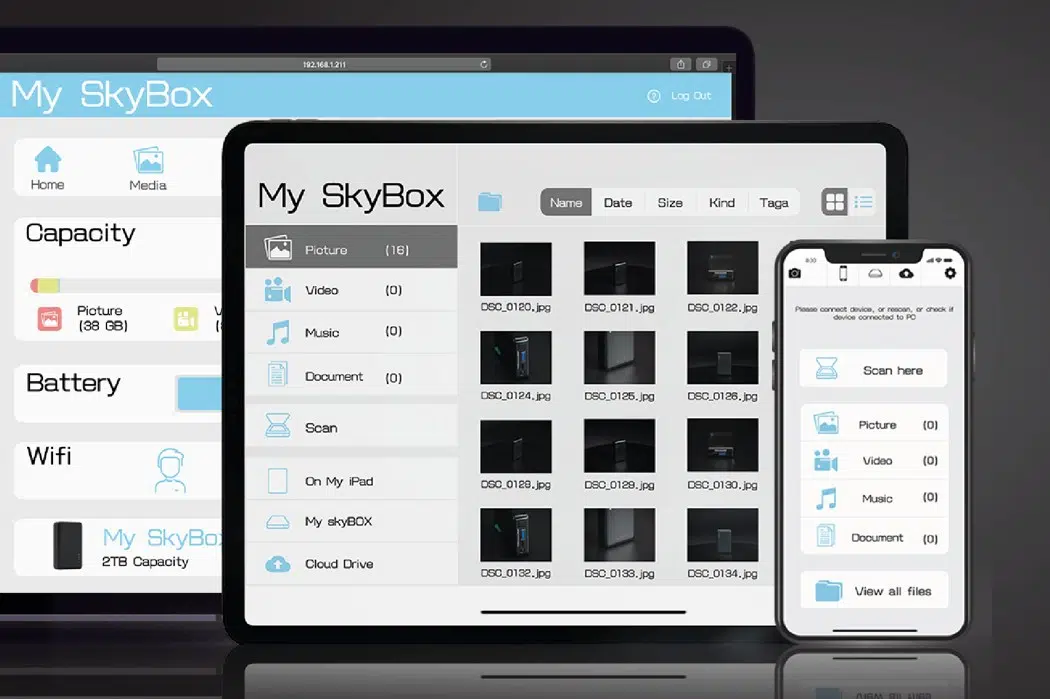 192.168.1.211
My SkyBox
Log Out
Home
Media
Capacity
Picture
(38 GB)
Battery
Wifi
My SkyBo
2TB Capacity
My SkyBox
Name
Date
Size
Kind
Taga
Picture (16)
Video (0)
Music (0)
Document (0)
Scan
On My iPad
My skyBOX
Cloud Drive
DSC_0120.jpg
DSC_0121.jpg
DSC_0122.jpg
DSC_0124.jpg
DSC_0125.jpg
DSC_0126.jpg
DSC_0129.jpg
DSC_0130.jpg
DSC_0132.jpg
DSC_0133.jpg
DSC_0134.jpg
Please connect device, or rescan, or check if
device connected to PC
Scan here
Picture (0)
Video (0)
Music (0)
Document (0)
View all files